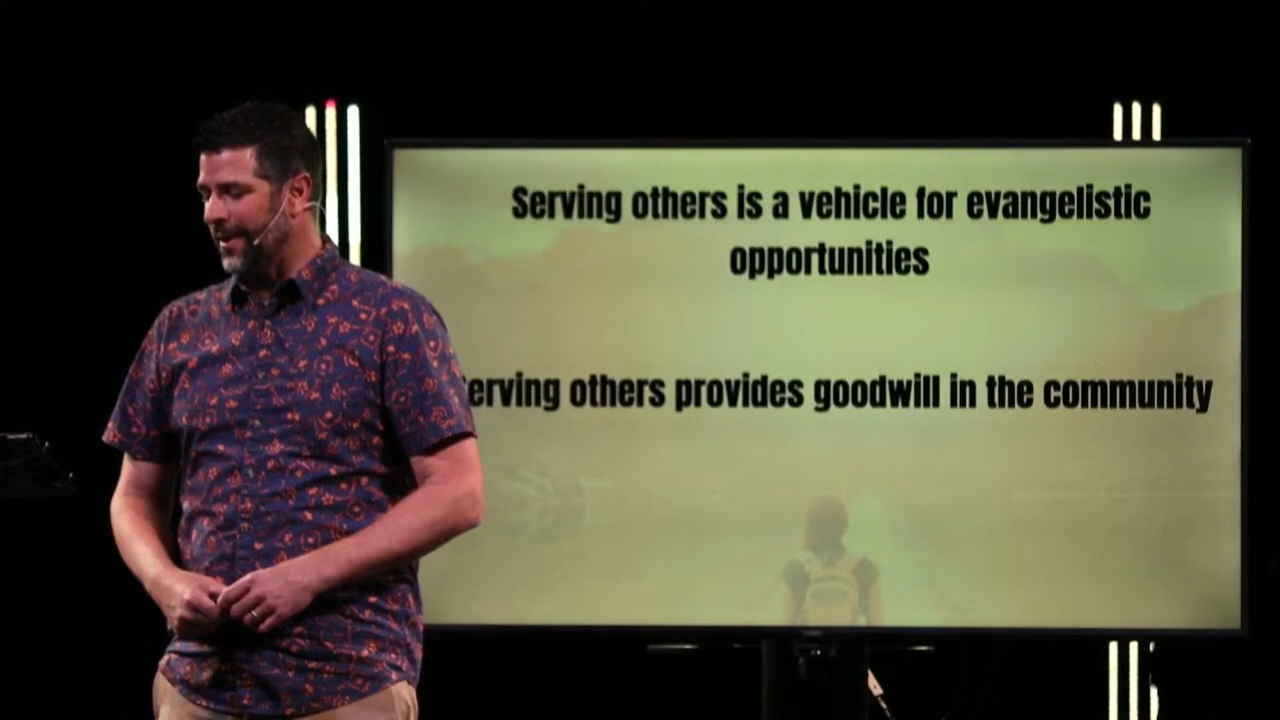 Serving others is a vehicle for evangelistic
opportunities
erving others provides goodwill in the community